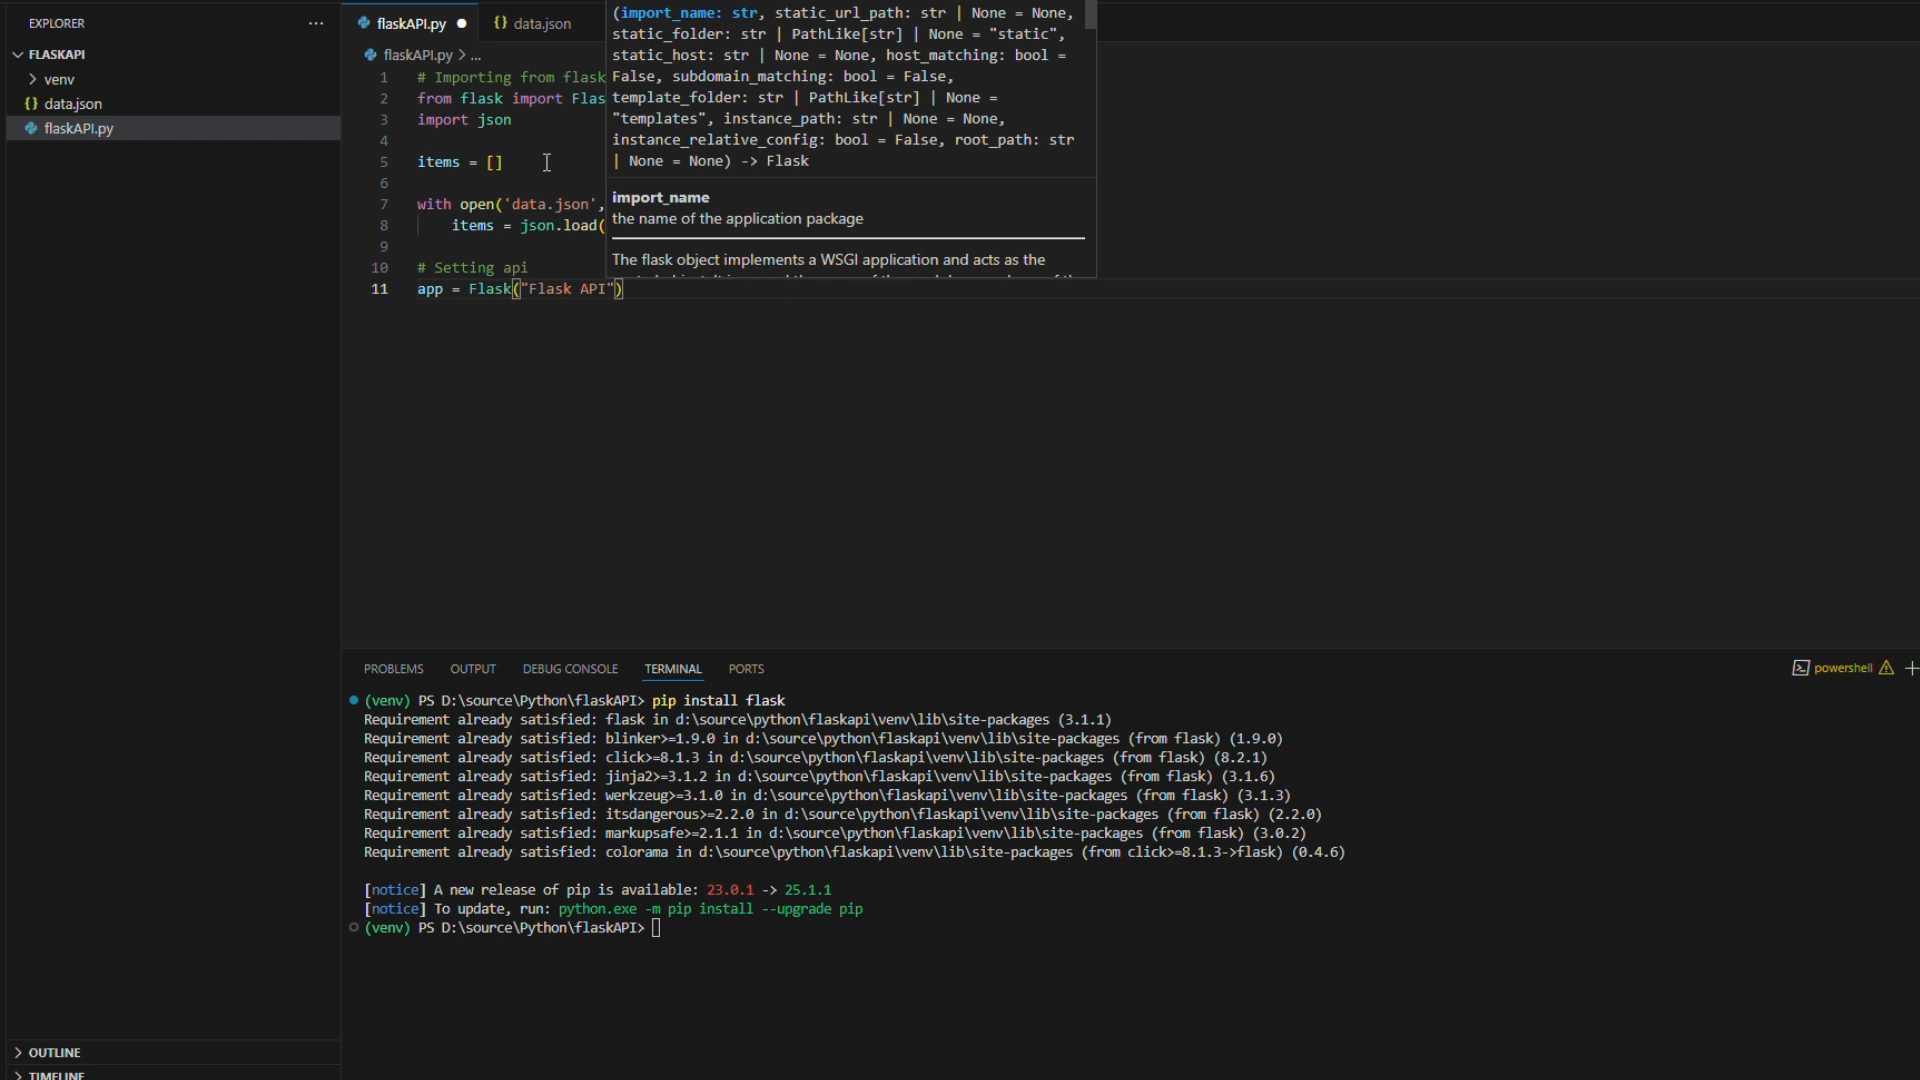 EXPLORER
FLASKAPI
venv
{} data.json
flaskAPI.py
OUTLINE
TIMELINE
flaskAPI.py
{} data.json
flaskAPI.py > ...
1 # Importing from flask
2 from flask import Flas
3 import json
4
5 items = []
6
7 with open('data.json',
8 items = json.load(
9
10 # Setting api
11 app = Flask("Flask API")
(import_name: str, static_url_path: str | None = None,
static_folder: str | PathLike[str] | None = "static",
static_host: str | None = None, host_matching: bool =
False, subdomain_matching: bool = False,
template_folder: str | PathLike[str] | None =
"templates", instance_path: str | None = None,
instance_relative_config: bool = False, root_path: str
| None = None) -> Flask
import_name
the name of the application package
The flask object implements a WSGI application and acts as the
PROBLEMS OUTPUT DEBUG CONSOLE TERMINAL PORTS
powershell
(venv) PS D:\source\Python\flaskAPI> pip install flask
Requirement already satisfied: flask in d:\source\python\flaskapi\venv\lib\site-packages (3.1.1)
Requirement already satisfied: blinker>=1.9.0 in d:\source\python\flaskapi\venv\lib\site-packages (from flask) (1.9.0)
Requirement already satisfied: click>=8.1.3 in d:\source\python\flaskapi\venv\lib\site-packages (from flask) (8.2.1)
Requirement already satisfied: jinja2>=3.1.2 in d:\source\python\flaskapi\venv\lib\site-packages (from flask) (3.1.6)
Requirement already satisfied: werkzeug>=3.1.0 in d:\source\python\flaskapi\venv\lib\site-packages (from flask) (3.1.3)
Requirement already satisfied: itsdangerous>=2.2.0 in d:\source\python\flaskapi\venv\lib\site-packages (from flask) (2.2.0)
Requirement already satisfied: markupsafe>=2.1.1 in d:\source\python\flaskapi\venv\lib\site-packages (from flask) (3.0.2)
Requirement already satisfied: colorama in d:\source\python\flaskapi\venv\lib\site-packages (from click>=8.1.3->flask) (0.4.6)
[notice] A new release of pip is available: 23.0.1 -> 25.1.1
[notice] To update, run: python.exe -m pip install --upgrade pip
(venv) PS D:\source\Python\flaskAPI>